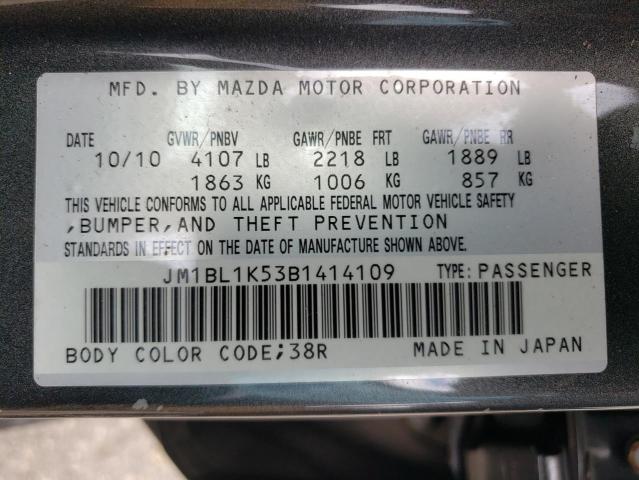 MFD. BY MAZDA MOTOR CORPORATION
DATE GVWR/PNBV GAWR/PNBE FRT GAWR/PNBE RR
10/10 4107 LB 2218 LB 1889 LB
1863 KG 1006 KG 857 KG
THIS VEHICLE CONFORMS TO ALL APPLICABLE FEDERAL MOTOR VEHICLE SAFETY
,BUMPER,AND THEFT PREVENTION
STANDARDS IN EFFECT ON THE DATE OF MANUFACTURE SHOWN ABOVE.
JM1BL1K53B1414109 TYPE: PASSENGER
BODY COLOR CODE;38R MADE IN JAPAN